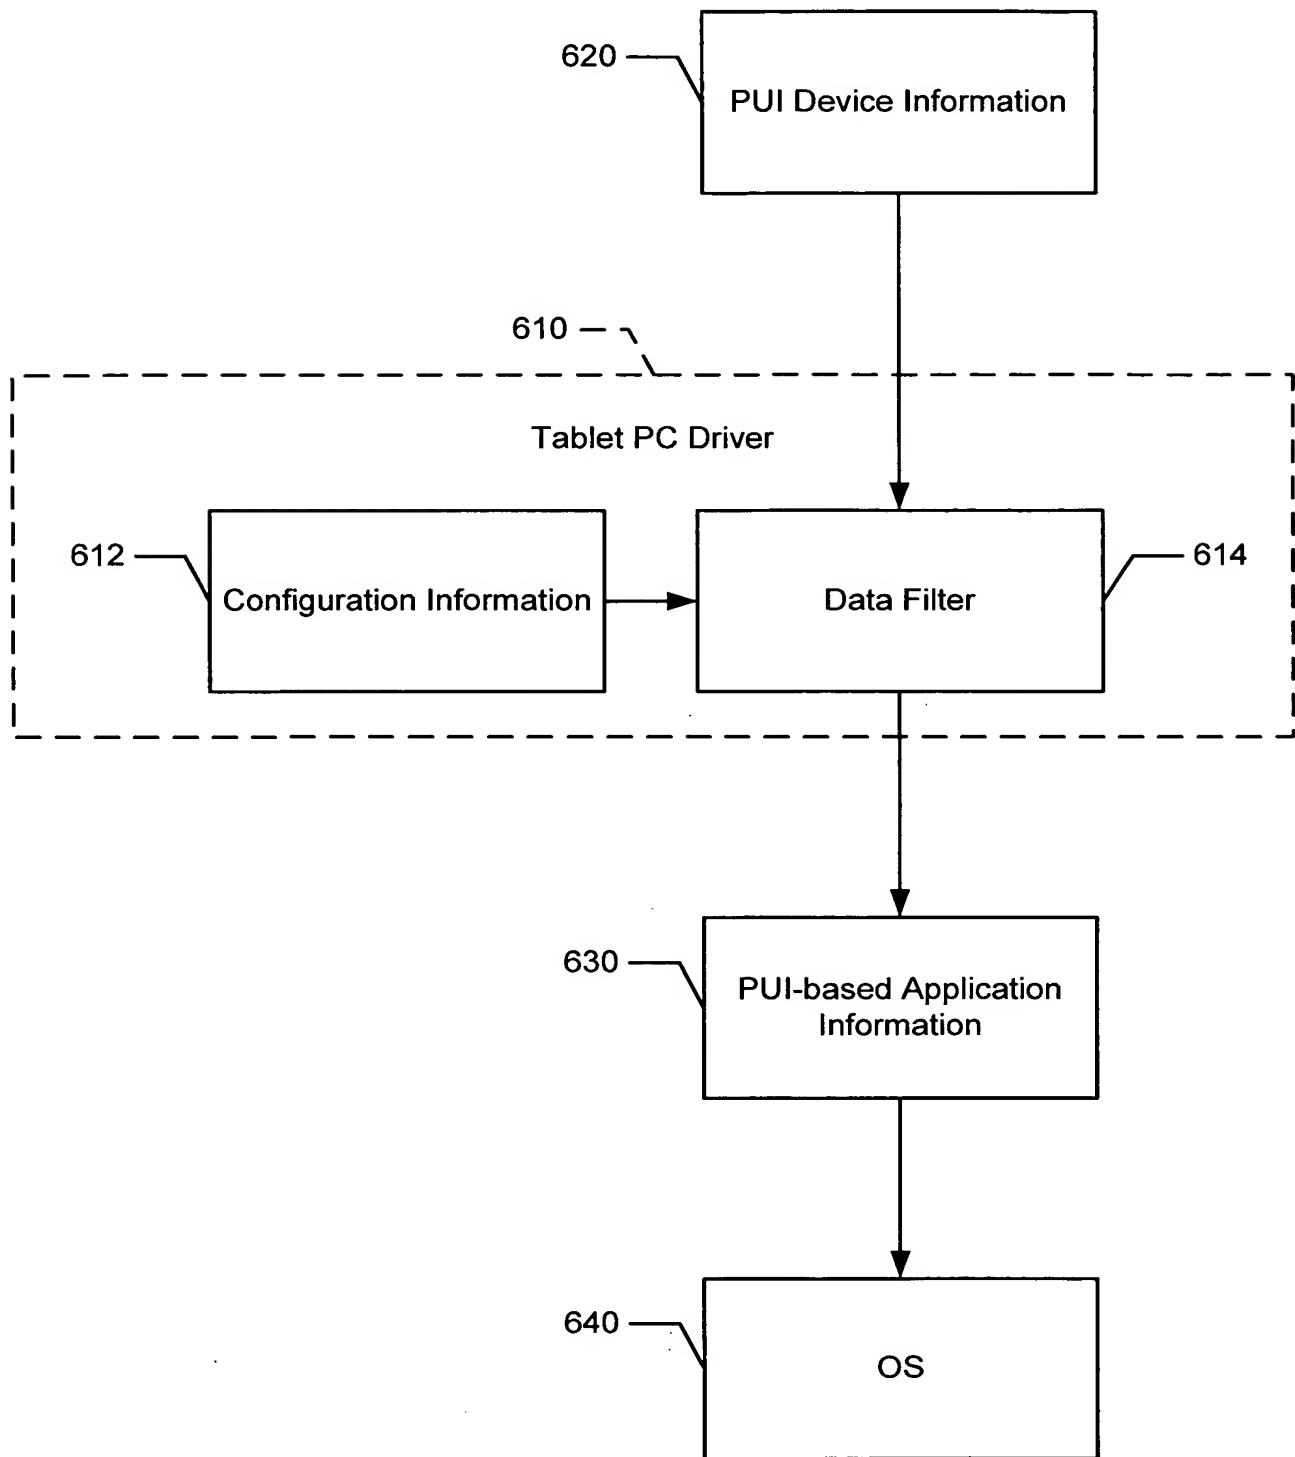 620
PUI Device Information
610
Tablet PC Driver
612
Configuration Information
Data Filter
614
630
PUI-based Application
Information
640
OS